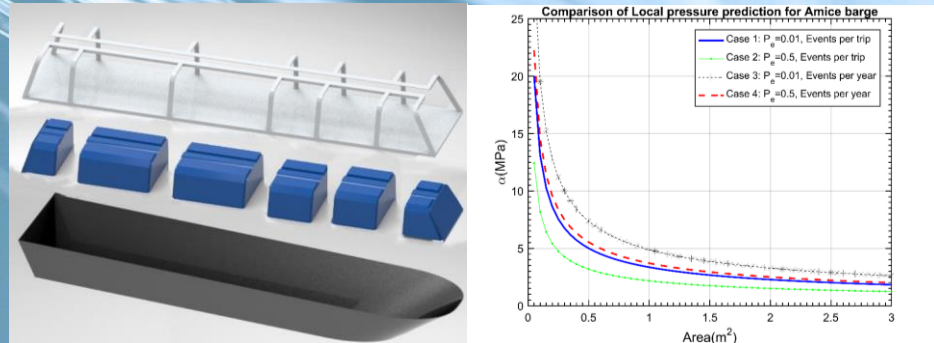 Comparison of Local pressure prediction for Amice barge
25
20
15
10
5
0
α(MPa)
Case 1: Pe=0.01, Events per trip
Case 2: Pe=0.5, Events per trip
Case 3: Pe=0.01, Events per year
Case 4: Pe=0.5, Events per year
0 0.5 1 1.5 2 2.5 3
Area(m²)